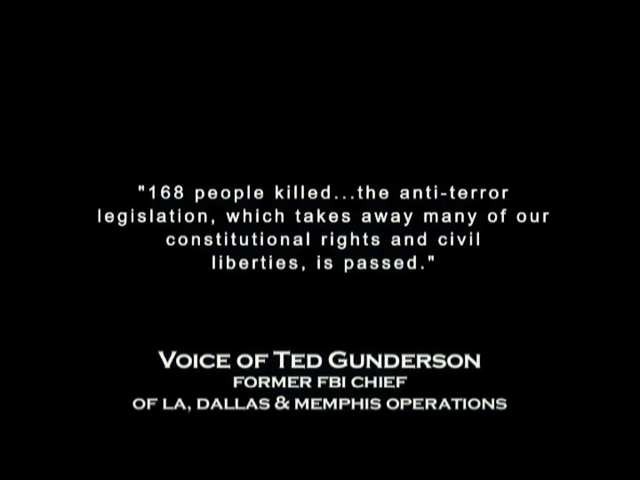 "168 people killed...the anti-terror
legislation, which takes away many of our
constitutional rights and civil
liberties, is passed."
VOICE OF TED GUNDERSON
FORMER FBI CHIEF
OF LA, DALLAS & MEMPHIS OPERATIONS